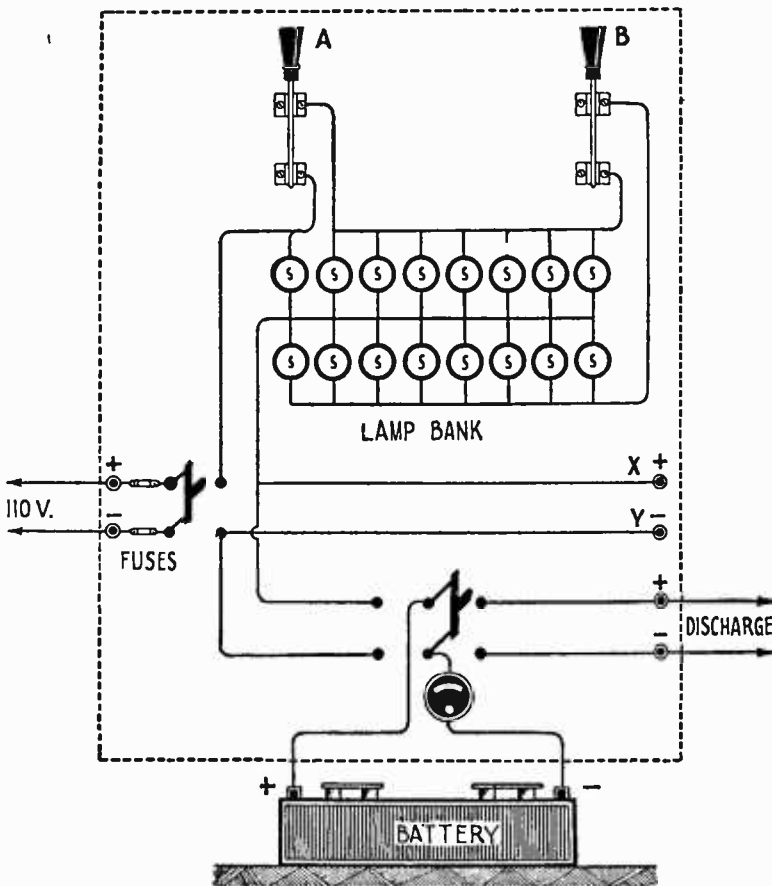 A
B
S S S S S S S S
S S S S S S S S
LAMP BANK
+
X +
110 V.
-
Y -
FUSES
+
DISCHARGE
-
+
-
BATTERY